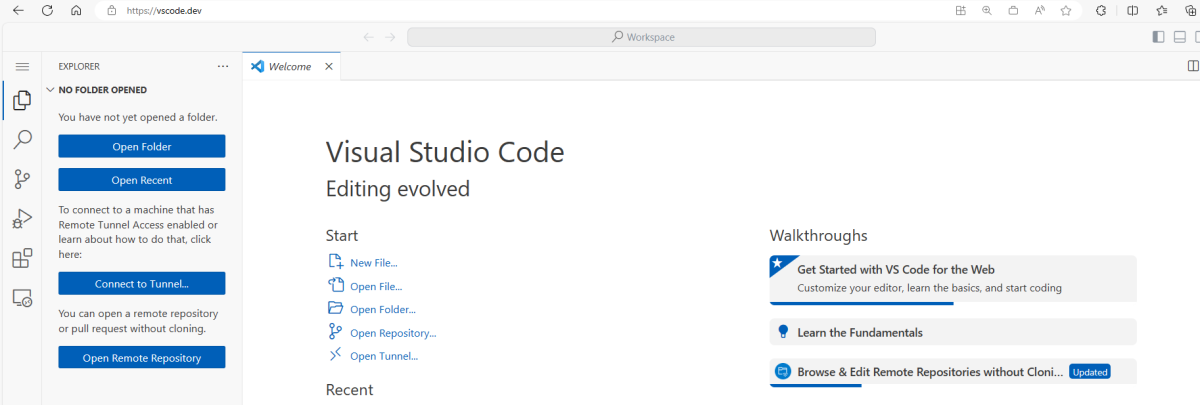 https://vscode.dev
Workspace
EXPLORER
Welcome
NO FOLDER OPENED
You have not yet opened a folder.
Open Folder
Open Recent
To connect to a machine that has
Remote Tunnel Access enabled or
learn about how to do that, click
here:
Connect to Tunnel...
You can open a remote repository
or pull request without cloning.
Open Remote Repository
Visual Studio Code
Editing evolved
Start
New File...
Open File...
Open Folder...
Open Repository...
Open Tunnel...
Recent
Walkthroughs
Get Started with VS Code for the Web
Customize your editor, learn the basics, and start coding
Learn the Fundamentals
Browse & Edit Remote Repositories without Cloni... Updated